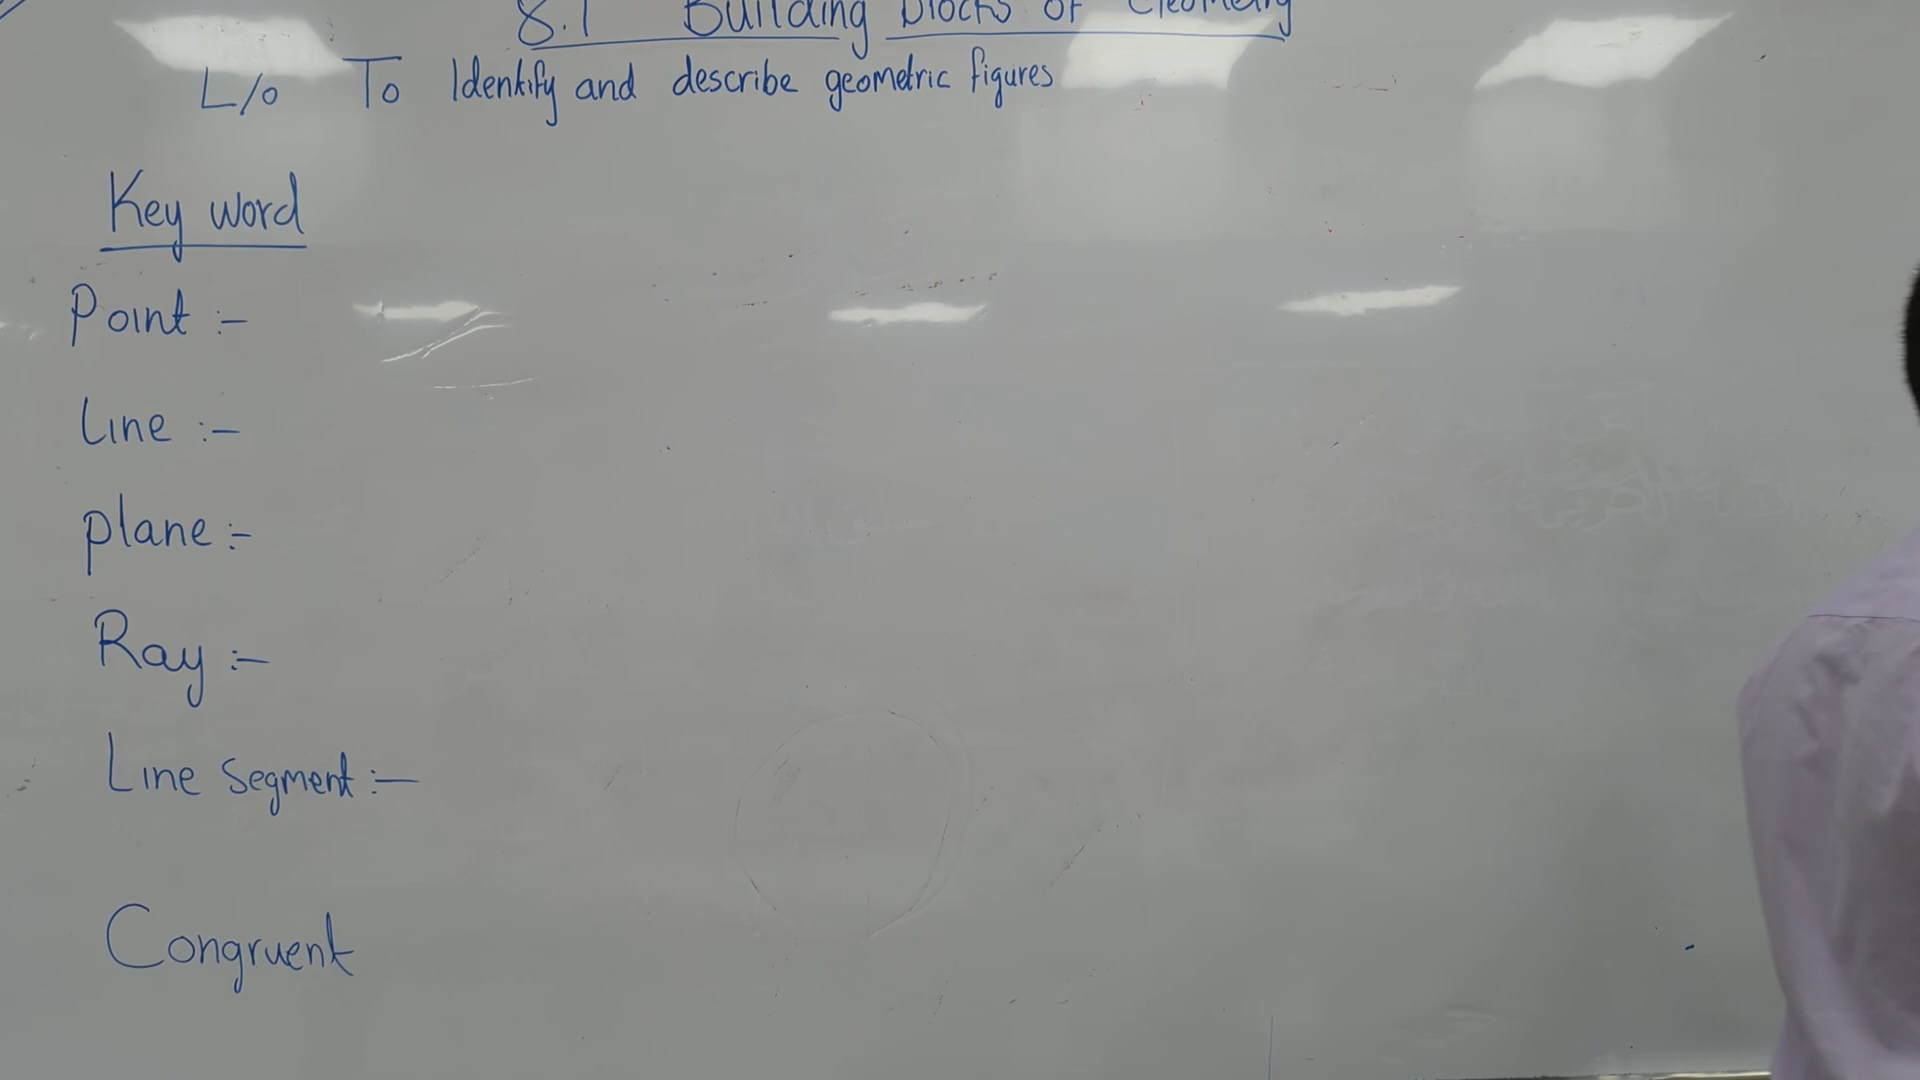 8.1 Building Blocks of Geometry
L/o To Identify and describe geometric figures
Key word
Point :-
Line :-
plane :-
Ray :-
Line Segment :-
Congruent